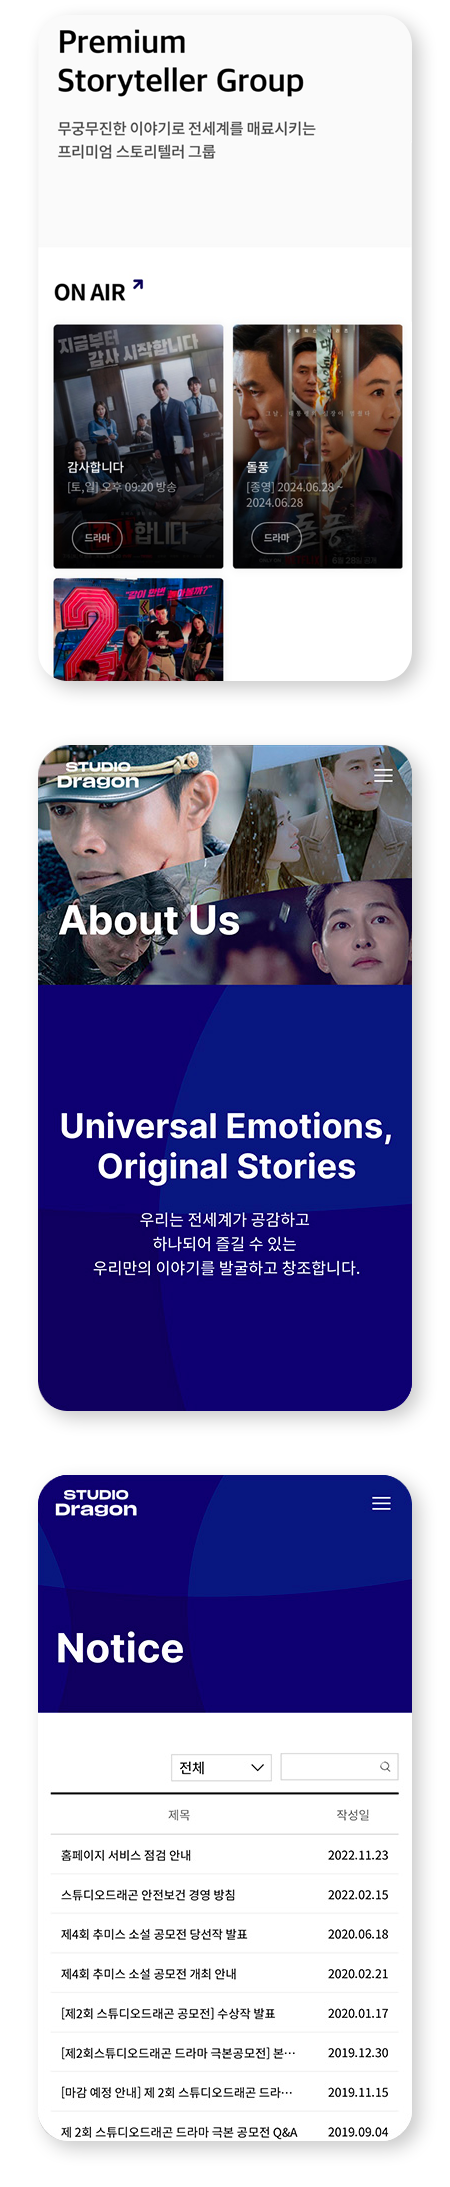 Premium
Storyteller Group
무궁무진한 이야기로 전세계를 매료시키는
프리미엄 스토리텔러 그룹
ON AIR
지금부터
감사 시작합니다
감사합니다
[토,일] 오후 09:20 방송
드라마
합니다
돌풍
[종영] 2024.06.28 ~
2024.06.28
드라마
돌풍
2
STUDIO
Dragon
About Us
Universal Emotions,
Original Stories
우리는 전세계가 공감하고
하나되어 즐길 수 있는
우리만의 이야기를 발굴하고 창조합니다.
STUDIO
Dragon
Notice
전체
제목 작성일
홈페이지 서비스 점검 안내 2022.11.23
스튜디오드래곤 안전보건 경영 방침 2022.02.15
제4회 추미스 소설 공모전 당선작 발표 2020.06.18
제4회 추미스 소설 공모전 개최 안내 2020.02.21
[제2회 스튜디오드래곤 공모전] 수상작 발표 2020.01.17
[제2회스튜디오드래곤 드라마 극본공모전] 본… 2019.12.30
[마감 예정 안내] 제 2회 스튜디오드래곤 드라… 2019.11.15
제 2회 스튜디오드래곤 드라마 극본 공모전 Q&A 2019.09.04